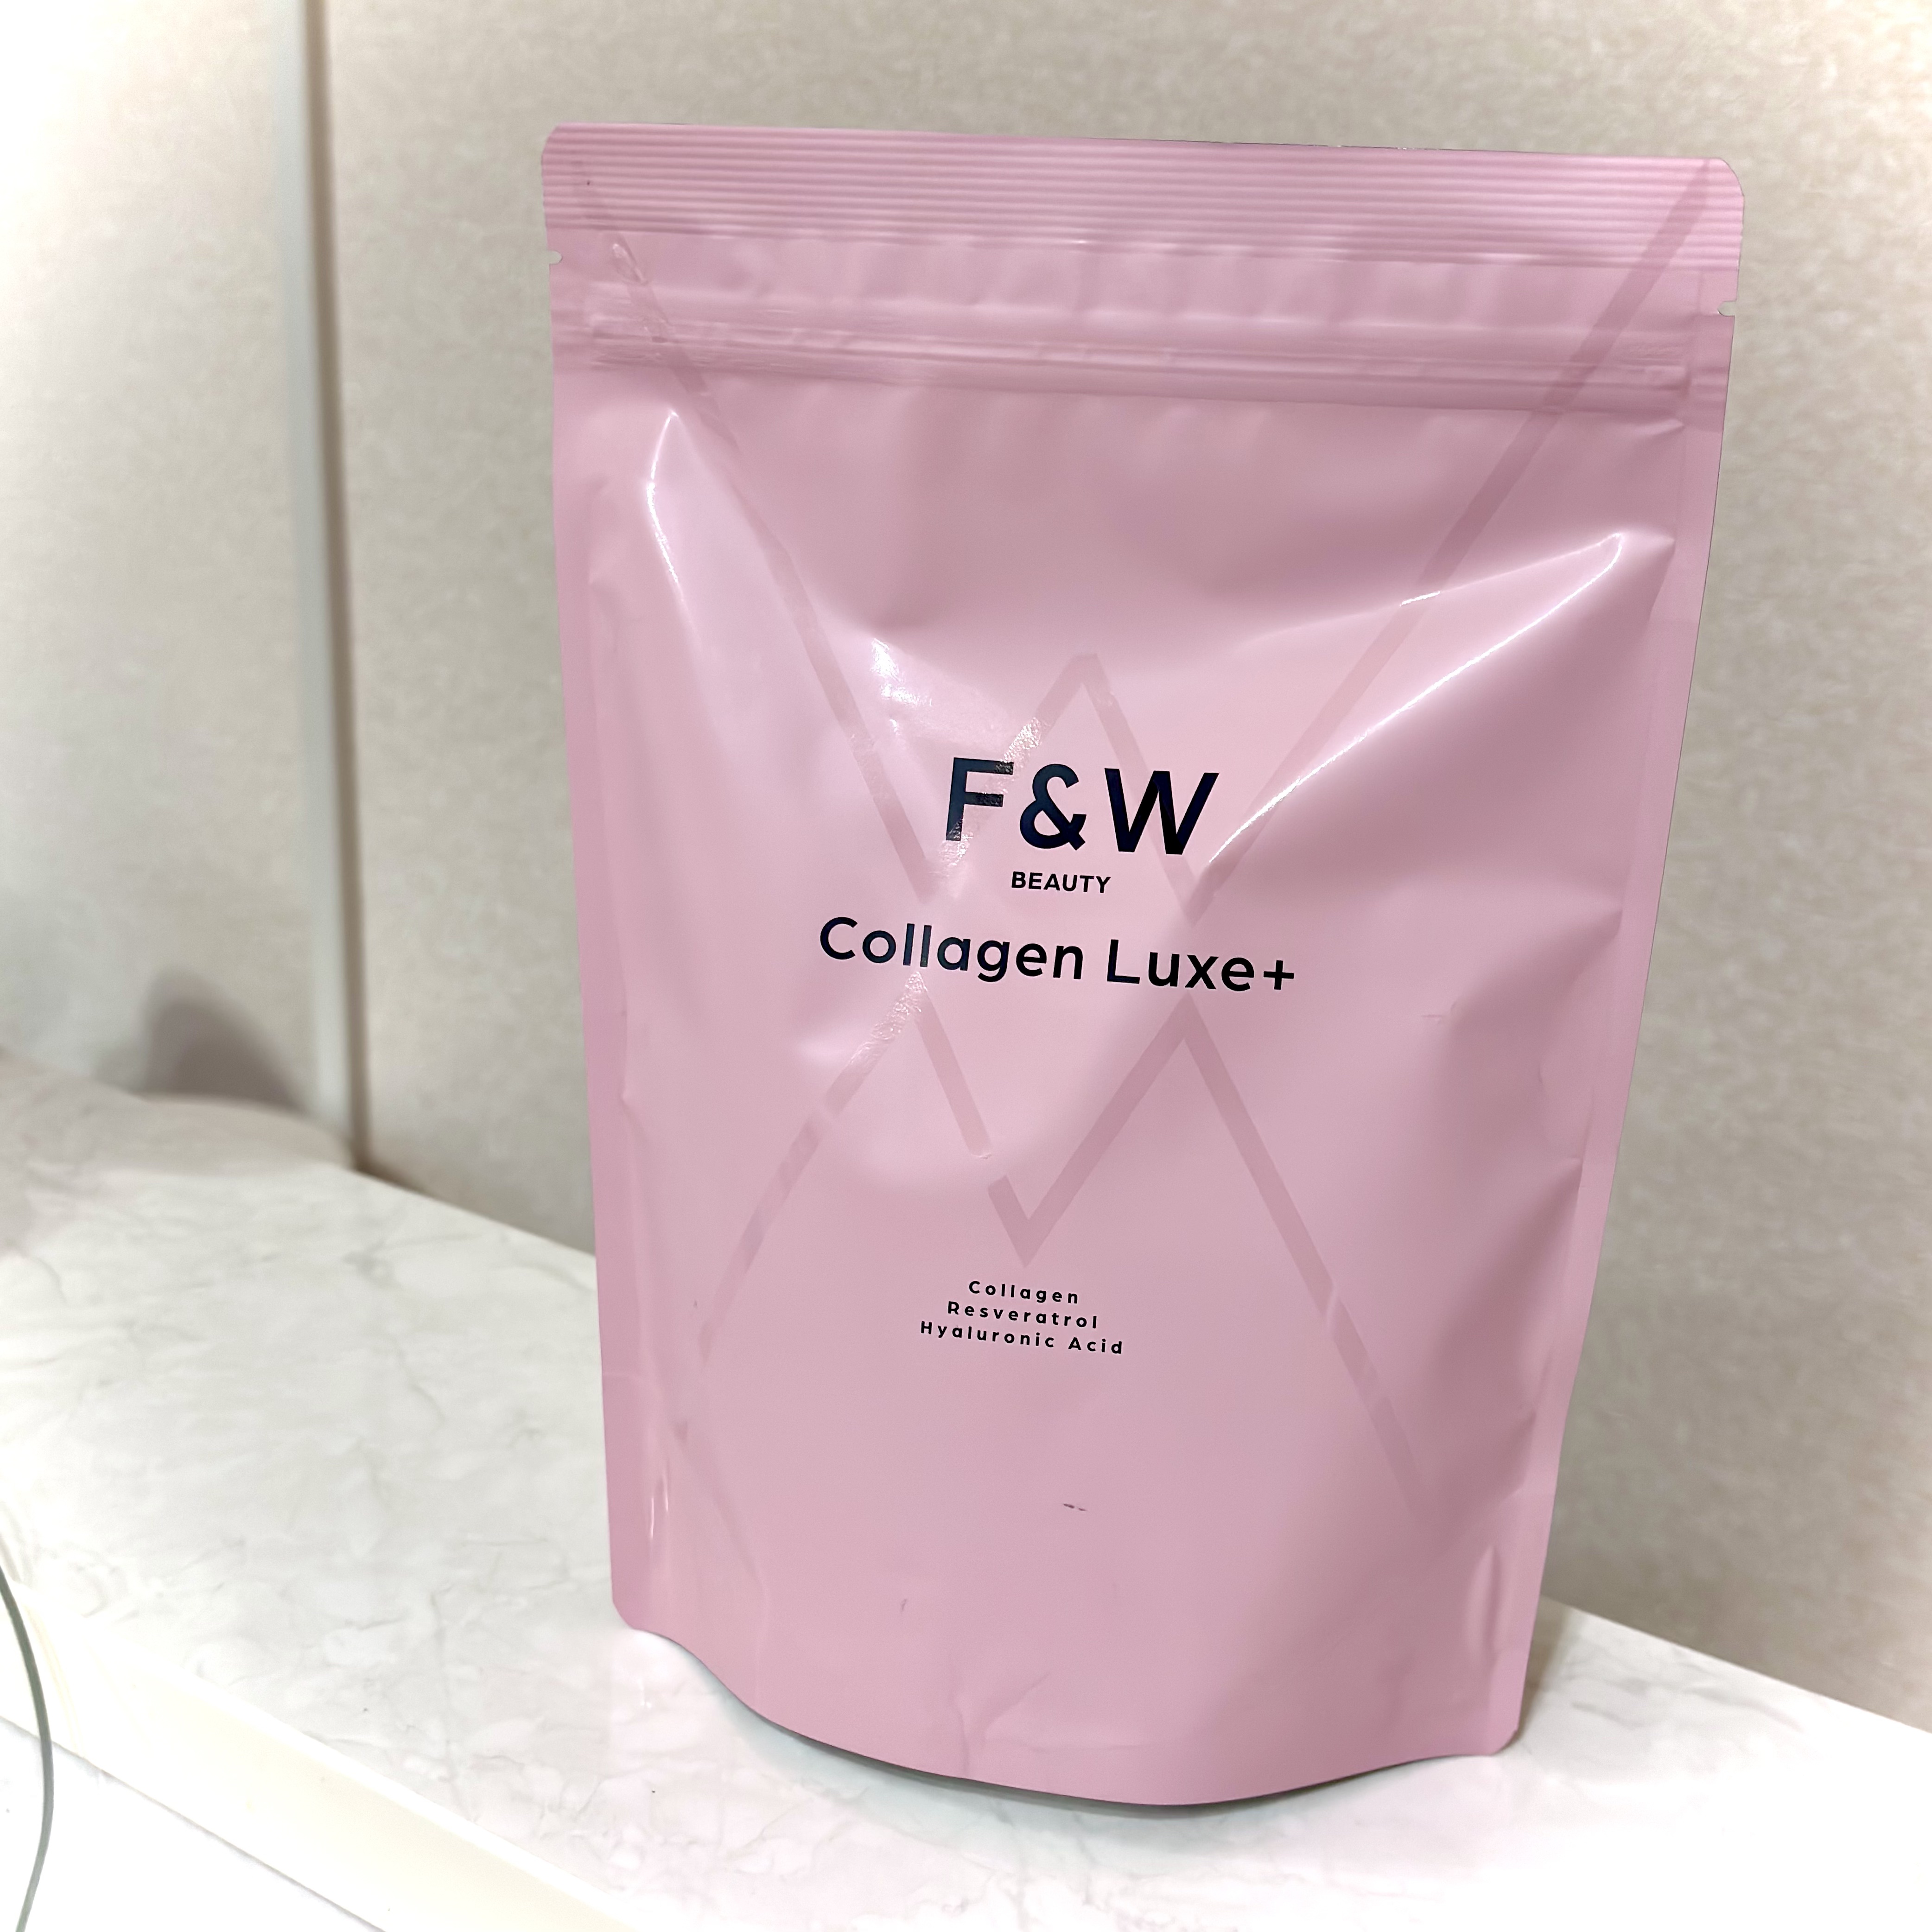 F&W
BEAUTY
Collagen Luxe+
Collagen
Resveratrol
Hyaluronic Acid